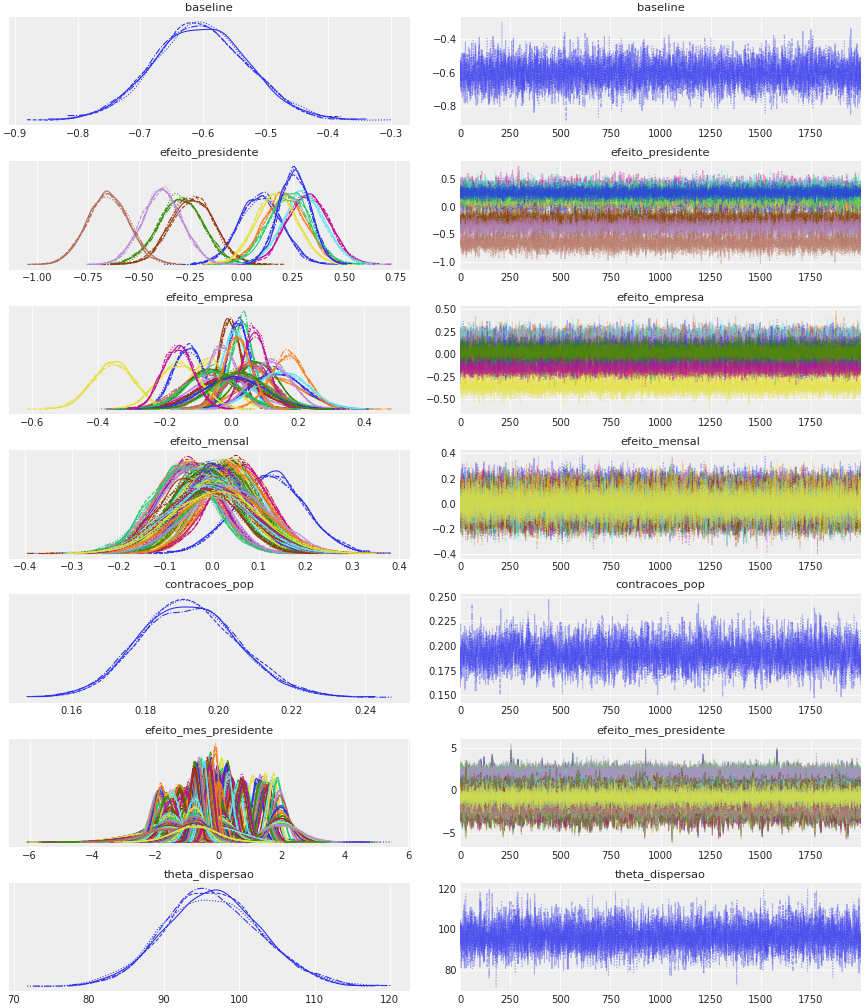 baseline baseline
−0.4
−0.6
−0.8
−0.9 −0.8 −0.7 −0.6 −0.5 −0.4 −0.3 0 250 500 750 1000 1250 1500 1750
efeito_presidente efeito_presidente
0.5
0.0
−0.5
−1.0
−1.00 −0.75 −0.50 −0.25 0.00 0.25 0.50 0.75 0 250 500 750 1000 1250 1500 1750
efeito_empresa efeito_empresa
0.50
0.25
0.00
−0.25
−0.50
−0.6 −0.4 −0.2 0.0 0.2 0.4 0 250 500 750 1000 1250 1500 1750
efeito_mensal efeito_mensal
0.4
0.2
0.0
−0.2
−0.4
−0.4 −0.3 −0.2 −0.1 0.0 0.1 0.2 0.3 0.4 0 250 500 750 1000 1250 1500 1750
contracoes_pop contracoes_pop
0.250
0.225
0.200
0.175
0.150
0.16 0.18 0.20 0.22 0.24 0 250 500 750 1000 1250 1500 1750
efeito_mes_presidente efeito_mes_presidente
5
0
−5
−6 −4 −2 0 2 4 6 0 250 500 750 1000 1250 1500 1750
theta_dispersao theta_dispersao
120
100
80
70 80 90 100 110 120 0 250 500 750 1000 1250 1500 1750